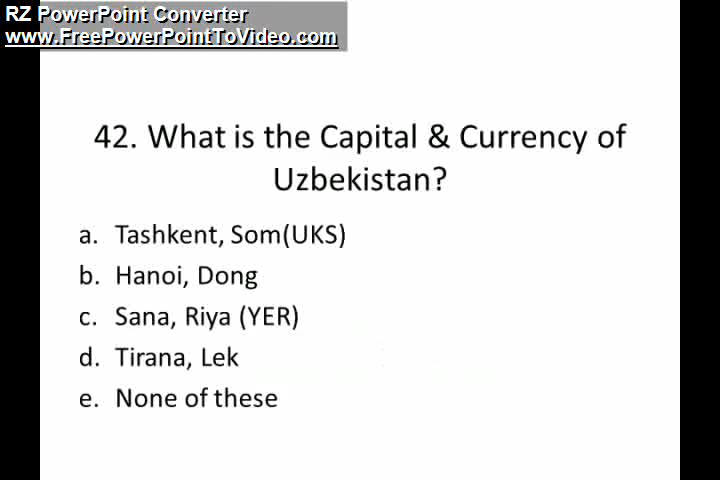 RZ PowerPoint Converter
www.FreePowerPointToVideo.com
42. What is the Capital & Currency of
Uzbekistan?
a. Tashkent, Som(UKS)
b. Hanoi, Dong
c. Sana, Riya (YER)
d. Tirana, Lek
e. None of these